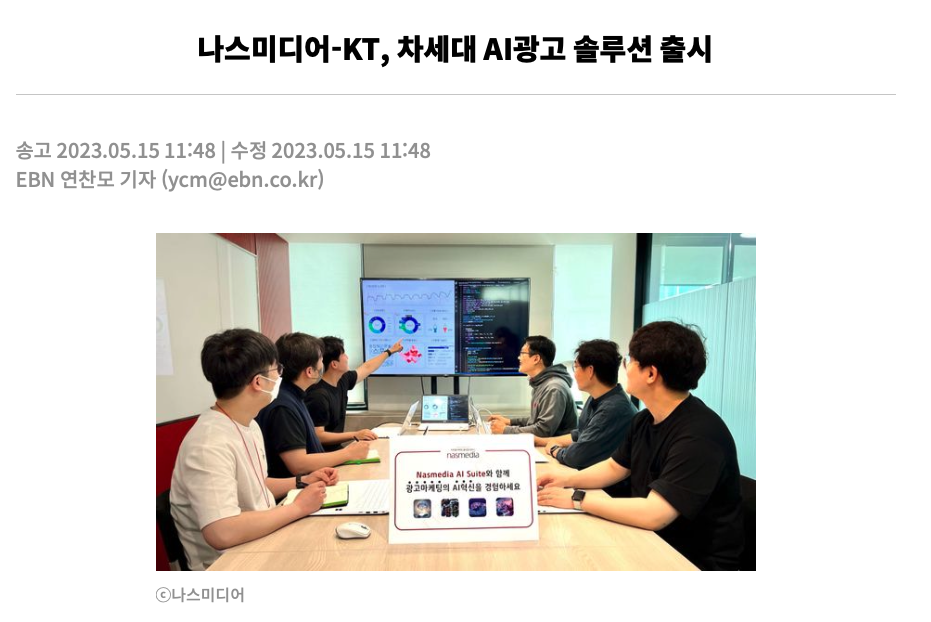 나스미디어-KT, 차세대 AI광고 솔루션 출시
송고 2023.05.15 11:48 | 수정 2023.05.15 11:48
EBN 연찬모 기자 (ycm@ebn.co.kr)
nasmedia
Nasmedia AI Suite와 함께
광고마케팅의 AI혁신을 경험하세요
ⓒ나스미디어